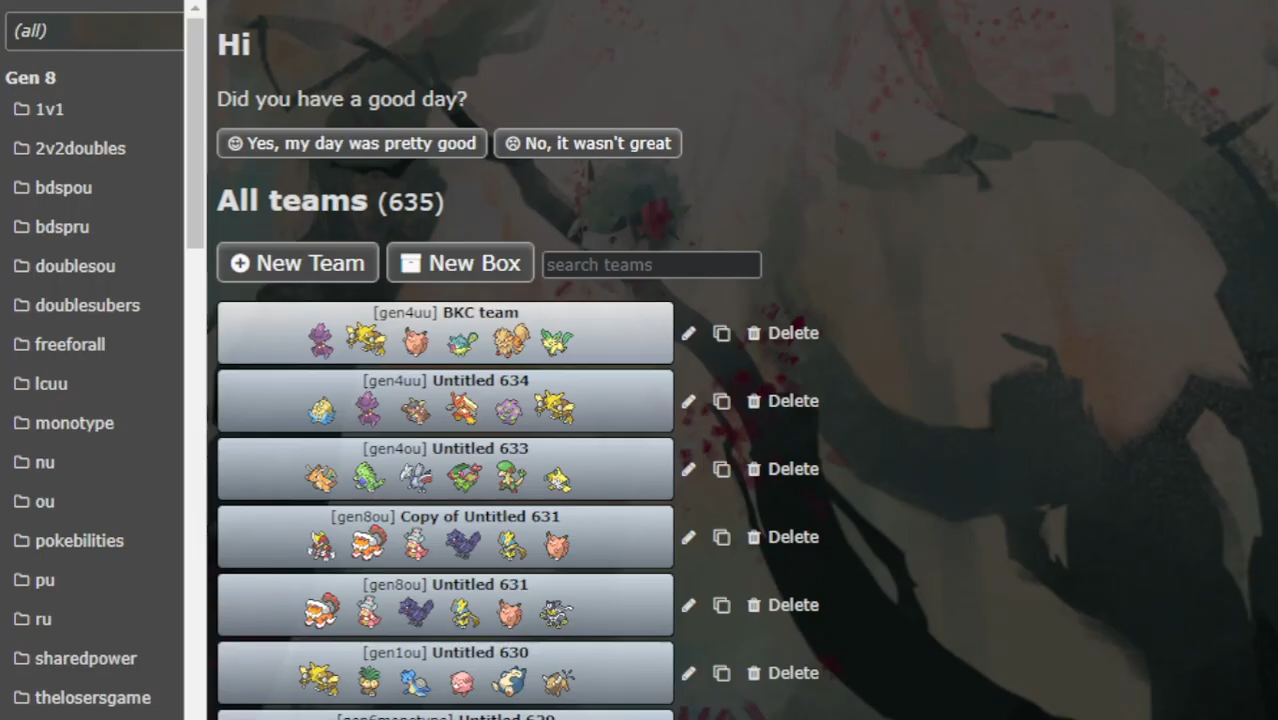 (all)
Gen 8
1v1
2v2doubles
bdspou
bdspru
doublesou
doublesubers
freeforall
lcuu
monotype
nu
ou
pokebilities
pu
ru
sharedpower
thelosersgame
Hi
Did you have a good day?
Yes, my day was pretty good No, it wasn't great
All teams (635)
New Team New Box search teams
[gen4uu] BKC team
Delete
[gen4uu] Untitled 634
Delete
[gen4ou] Untitled 633
Delete
[gen8ou] Copy of Untitled 631
Delete
[gen8ou] Untitled 631
Delete
[gen1ou] Untitled 630
Delete
[gen6monotype] Untitled 629